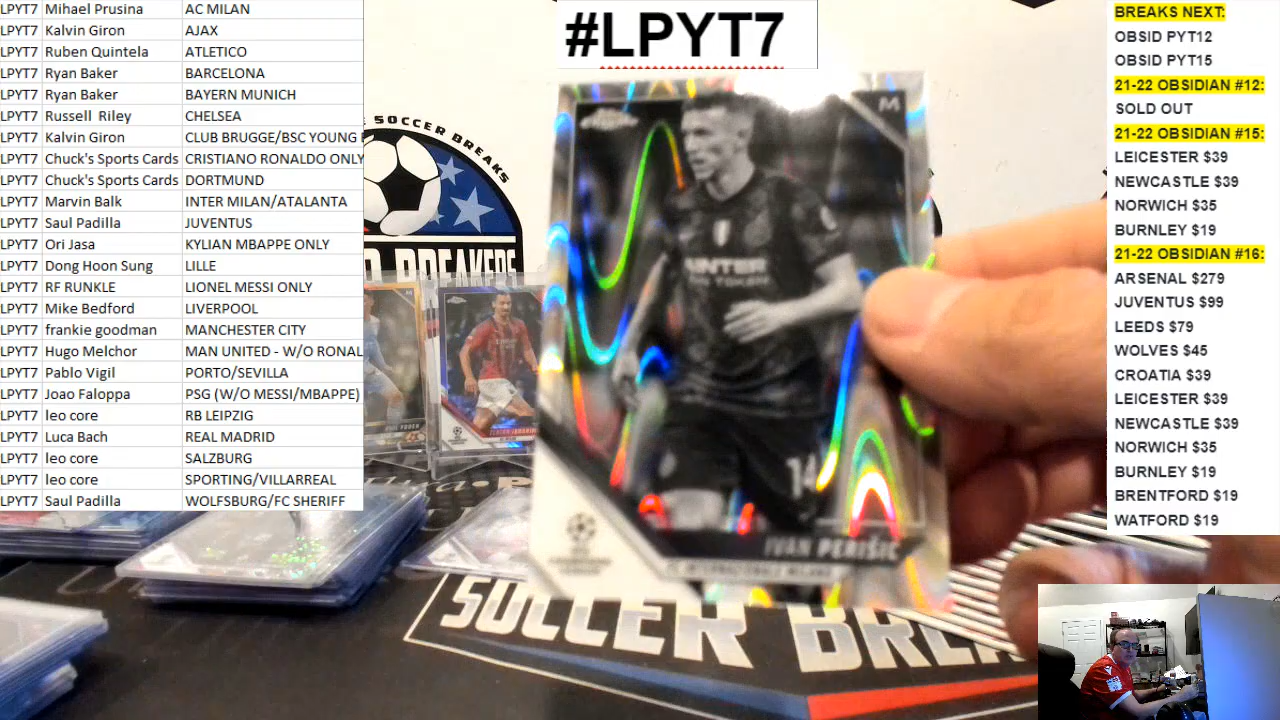 LPYT7 Mihael Prusina AC MILAN
LPYT7 Kalvin Giron AJAX
LPYT7 Ruben Quintela ATLETICO
LPYT7 Ryan Baker BARCELONA
LPYT7 Ryan Baker BAYERN MUNICH
LPYT7 Russell Riley CHELSEA
LPYT7 Kalvin Giron CLUB BRUGGE/BSC YOUNG
LPYT7 Chuck's Sports Cards CRISTIANO RONALDO ONLY
LPYT7 Chuck's Sports Cards DORTMUND
LPYT7 Marvin Balk INTER MILAN/ATALANTA
LPYT7 Saul Padilla JUVENTUS
LPYT7 Ori Jasa KYLIAN MBAPPE ONLY
LPYT7 Dong Hoon Sung LILLE
LPYT7 RF RUNKLE LIONEL MESSI ONLY
LPYT7 Mike Bedford LIVERPOOL
LPYT7 frankie goodman MANCHESTER CITY
LPYT7 Hugo Melchor MAN UNITED - W/O RONAL
LPYT7 Pablo Vigil PORTO/SEVILLA
LPYT7 Joao Faloppa PSG (W/O MESSI/MBAPPE)
LPYT7 leo core RB LEIPZIG
LPYT7 Luca Bach REAL MADRID
LPYT7 leo core SALZBURG
LPYT7 leo core SPORTING/VILLARREAL
LPYT7 Saul Padilla WOLFSBURG/FC SHERIFF
#LPYT7
SOCCER BREAKS
BREAKERS
M
INTER
14
IVAN PERIŠIĆ
SOCCER BREA
BREAKS NEXT:
OBSID PYT12
OBSID PYT15
21-22 OBSIDIAN #12:
SOLD OUT
21-22 OBSIDIAN #15:
LEICESTER $39
NEWCASTLE $39
NORWICH $35
BURNLEY $19
21-22 OBSIDIAN #16:
ARSENAL $279
JUVENTUS $99
LEEDS $79
WOLVES $45
CROATIA $39
LEICESTER $39
NEWCASTLE $39
NORWICH $35
BURNLEY $19
BRENTFORD $19
WATFORD $19